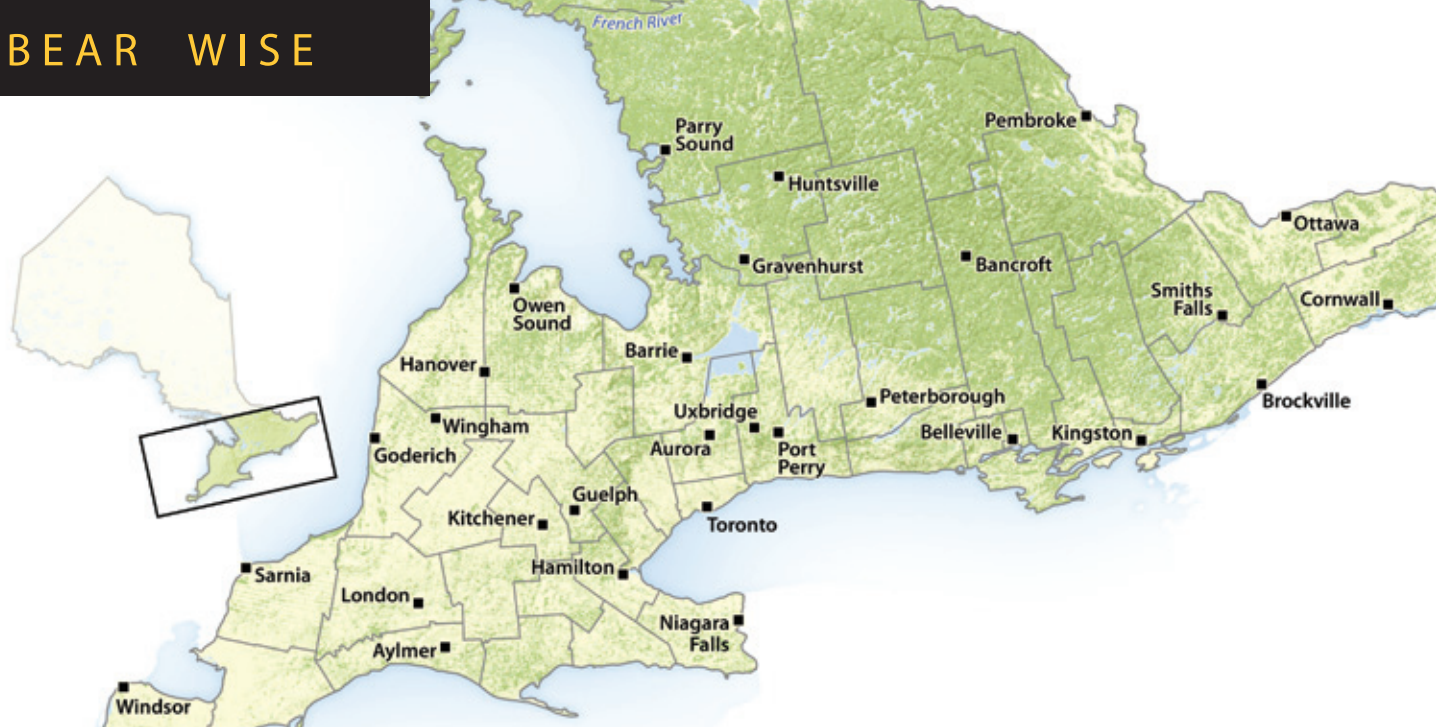 BEAR WISE
French River
Pembroke
Parry
Sound
Huntsville
Ottawa
Gravenhurst
Bancroft
Smiths
Falls
Cornwall
Owen
Sound
Barrie
Hanover
Peterborough
Brockville
Uxbridge
Wingham
Belleville
Kingston
Aurora
Port
Perry
Goderich
Guelph
Kitchener
Toronto
Hamilton
Sarnia
London
Niagara
Falls
Aylmer
Windsor